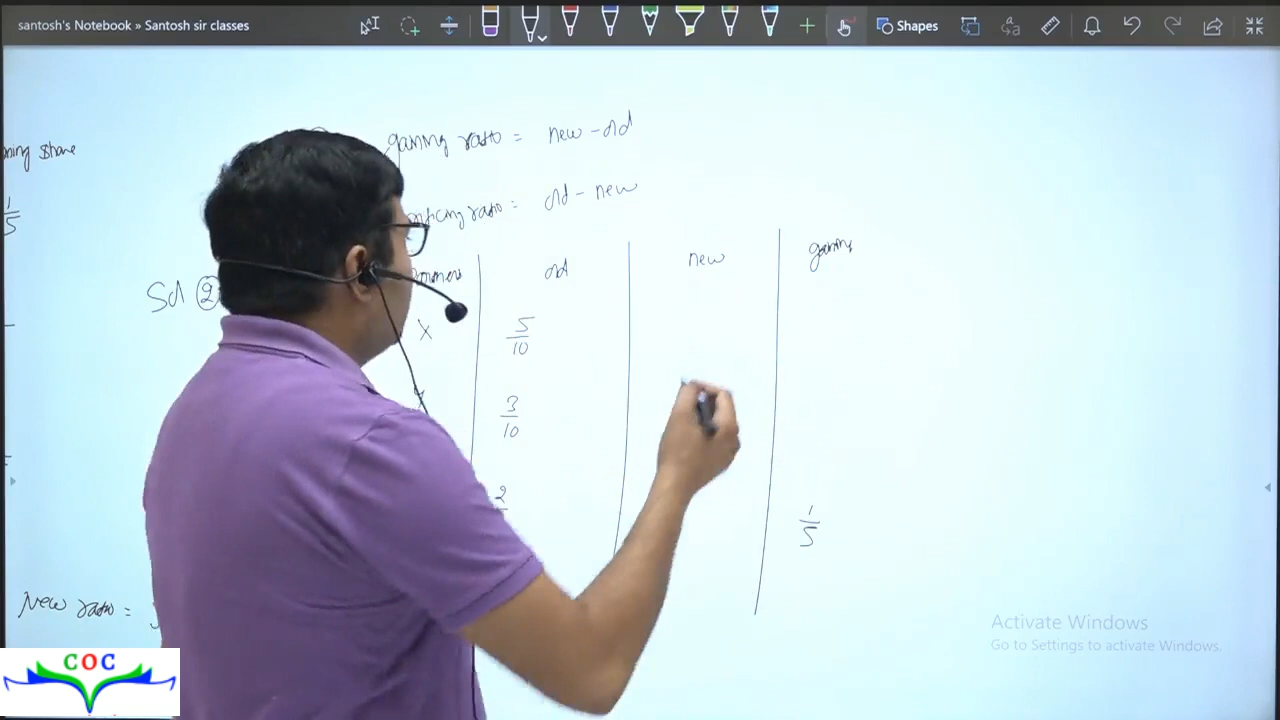 santosh's Notebook » Santosh sir classes
Shapes
gaining ratio = new - old
ning share
1/5
ratio = old - new
Sol ②
old
new
gaining
X
5/10
3/10
2
1/5
New ratio =
Activate Windows
Go to Settings to activate Windows.
COC